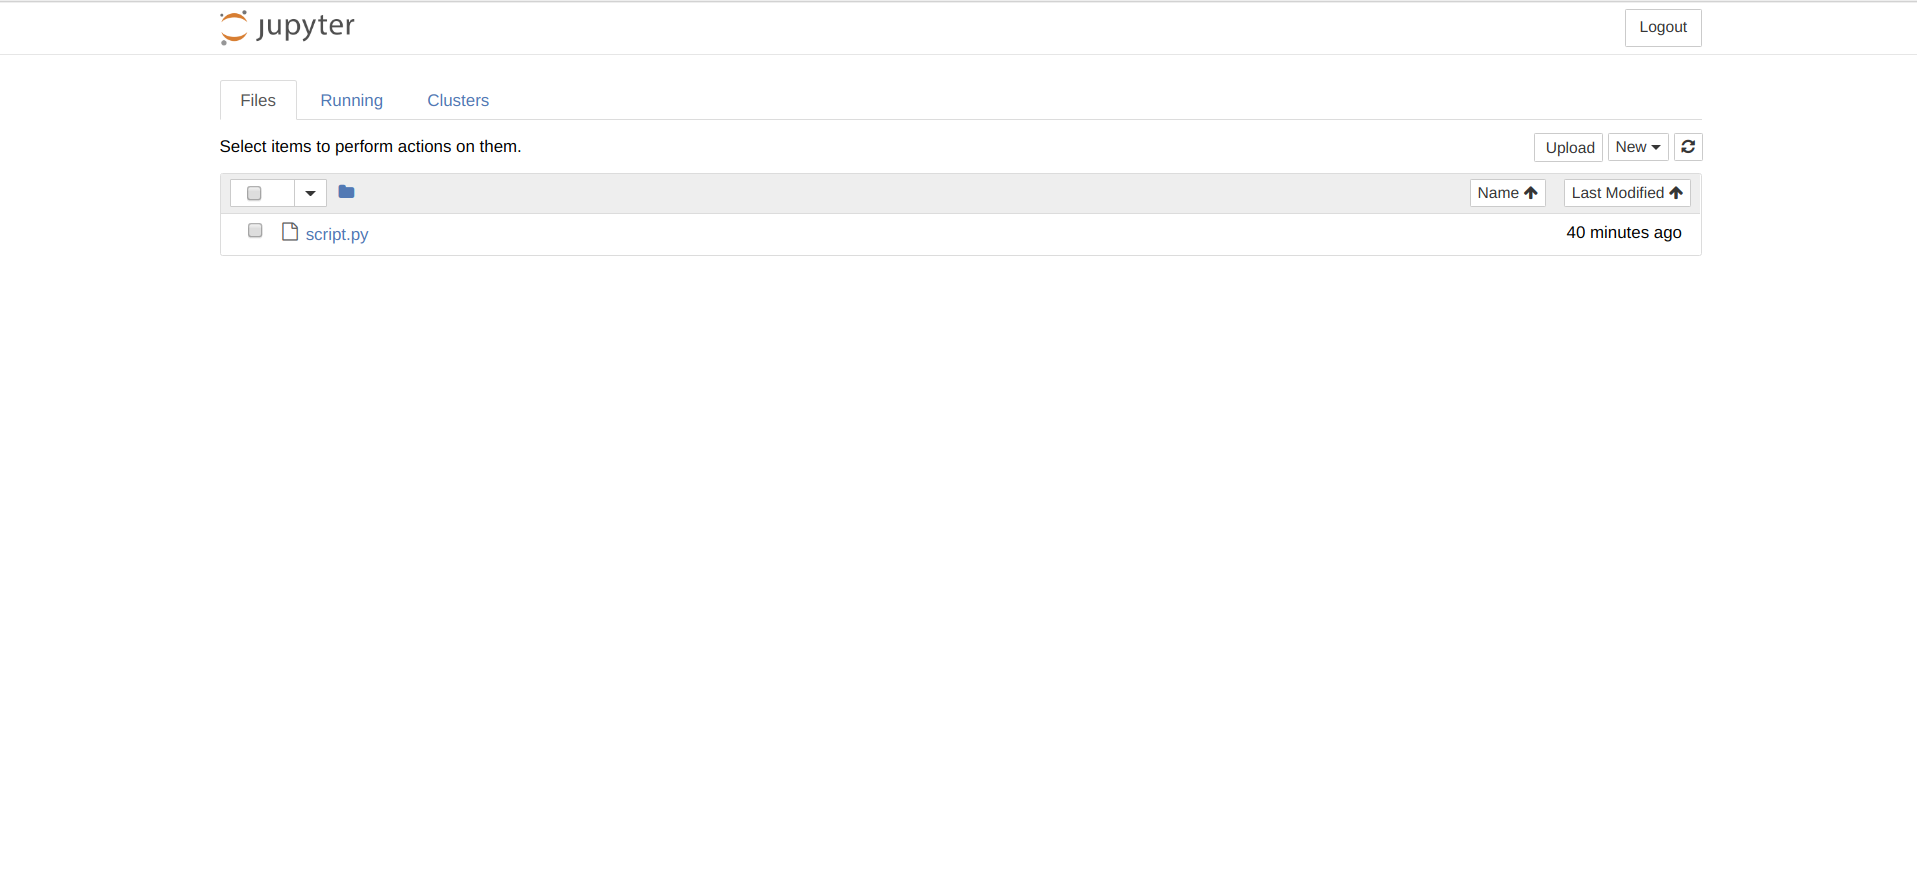 jupyter
Logout
Files Running Clusters
Select items to perform actions on them.
Upload New
Name Last Modified
script.py 40 minutes ago